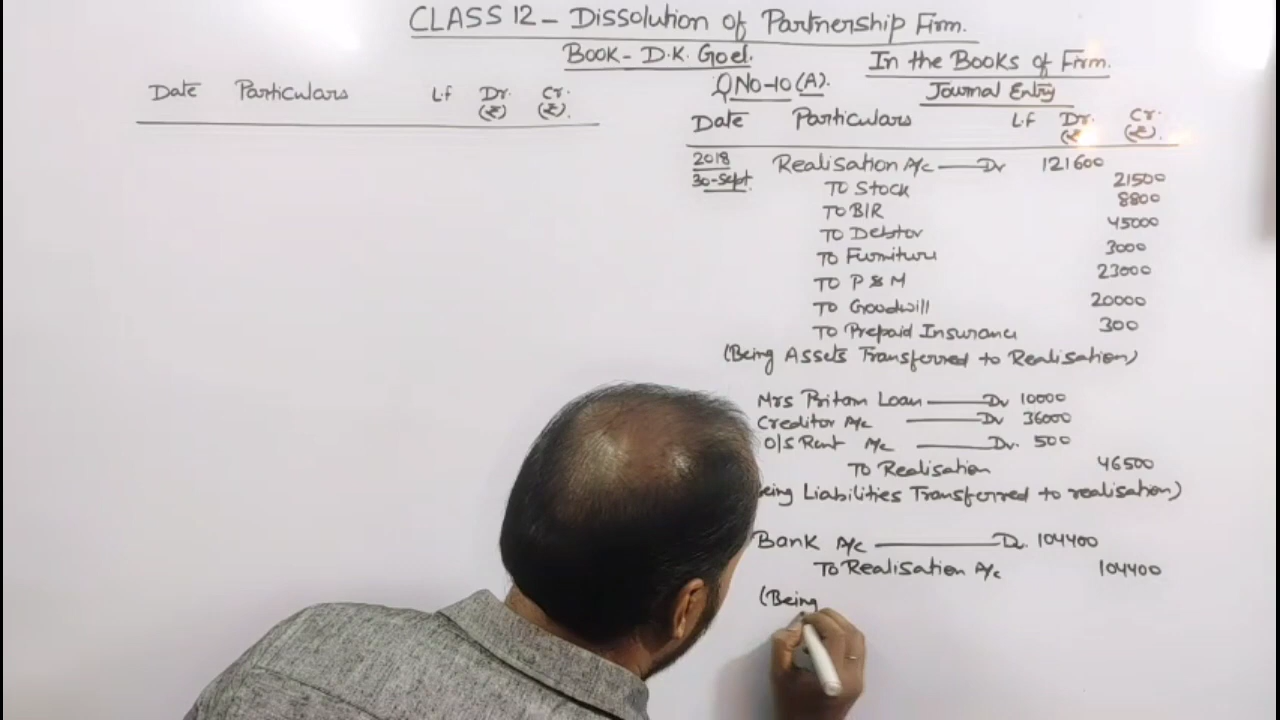 CLASS 12 - Dissolution of Partnership Firm.
Book - D.K. Goel.
In the Books of Firm.
QNo-10 (A).
Journal Entry
Date Particulars L.f Dr. (₹) Cr. (₹).
Date Particulars L.f Dr. (₹ Cr. (₹).
2018
30-Sept. Realisation A/c — Dr 121600
To Stock 21500
To B/R 8800
To Debtor 45000
To Furniture 3000
To P & M 23000
To Goodwill 20000
To Prepaid Insurance 300
(Being Assets Transferred to Realisation)
Mrs Pritam Loan — Dr 10000
Creditor A/c — Dr 36000
O/S Rent A/c — Dr. 500
To Realisation 46500
eing Liabilities Transferred to realisation)
Bank A/c — Dr. 104400
To Realisation A/c 104400
(Being